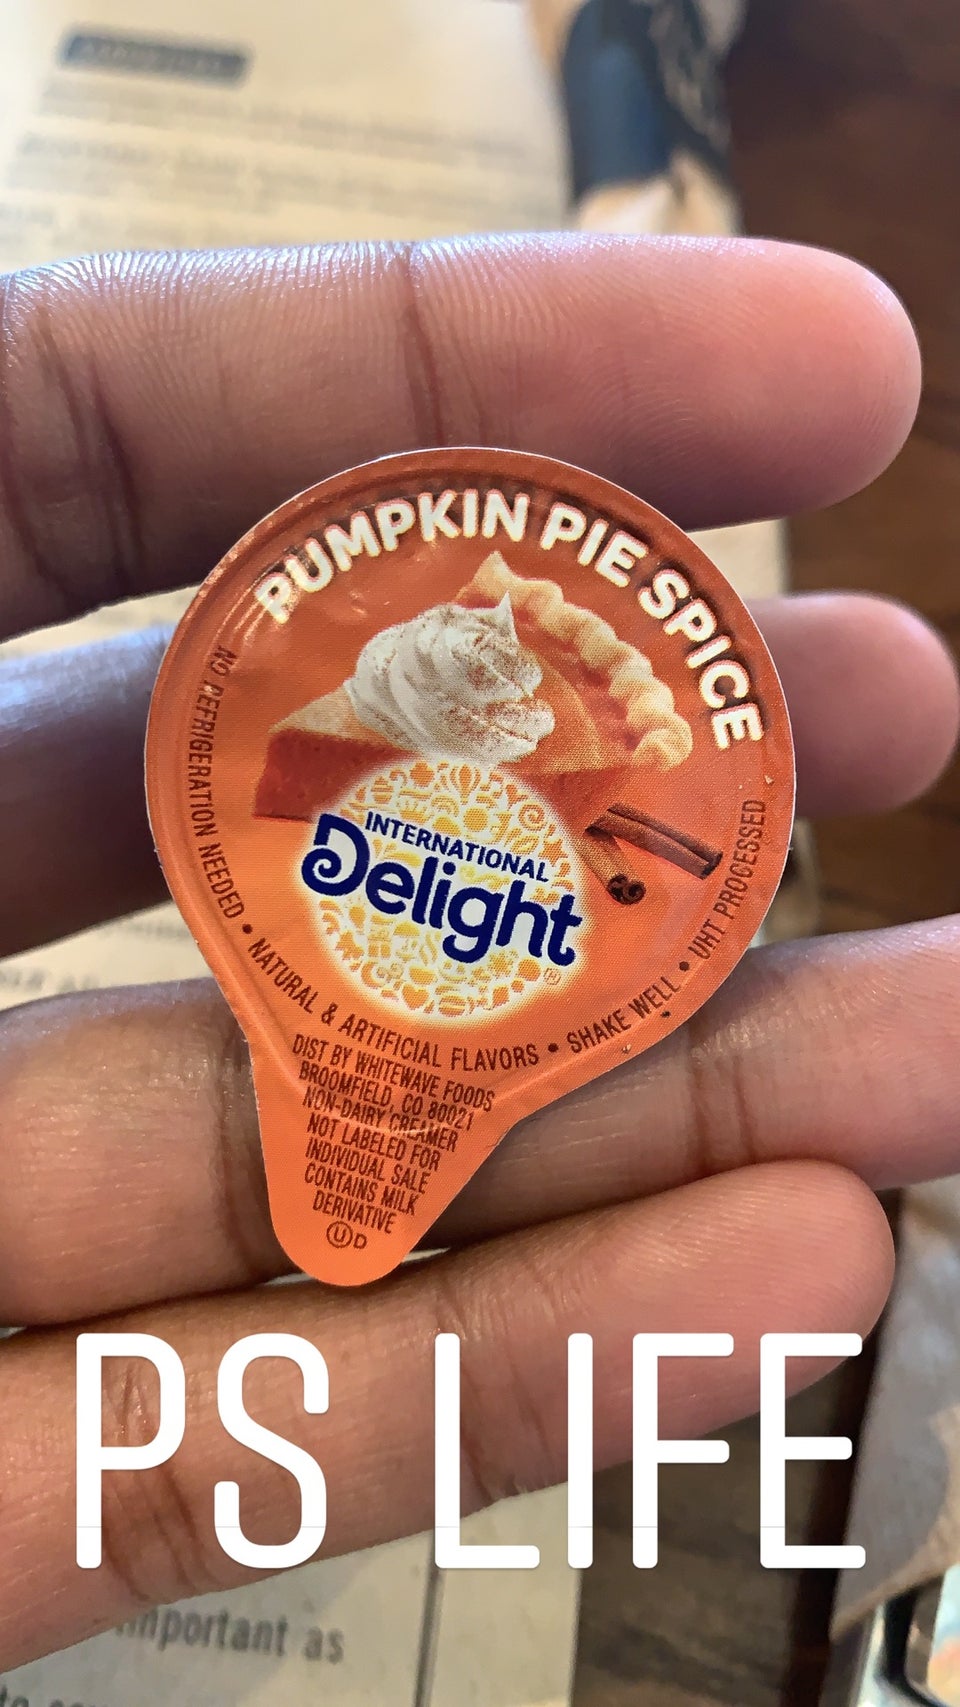 PUMPKIN PIE SPICE
INTERNATIONAL
Delight®
NO REFRIGERATION NEEDED • NATURAL & ARTIFICIAL FLAVORS • SHAKE WELL • UHT PROCESSED
DIST BY WHITEWAVE FOODS
BROOMFIELD, CO 80021
NON-DAIRY CREAMER
NOT LABELED FOR
INDIVIDUAL SALE
CONTAINS MILK
DERIVATIVE
Ⓤ D
PS LIFE
important as